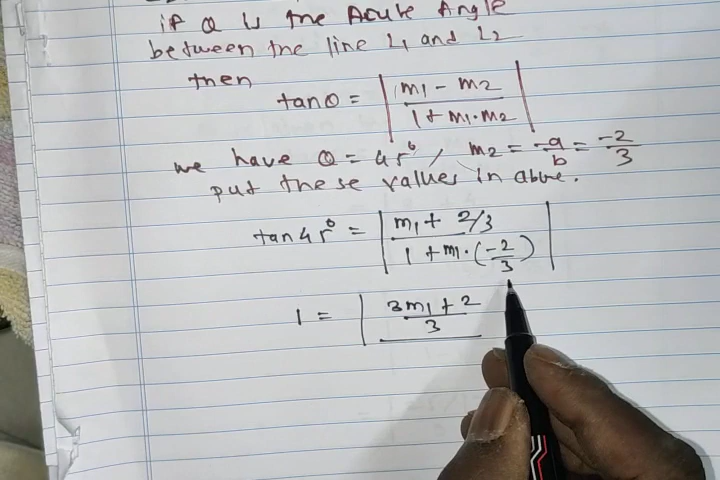 if θ is the Acute Angle
between the line L1 and L2
then
tanθ = | (m1 - m2) / (1 + m1·m2) |
we have θ = 45°, m2 = -a/b = -2/3
put these values in above.
tan45° = | (m1 + 2/3) / (1 + m1·(-2/3)) |
1 = | (3m1 + 2)/3